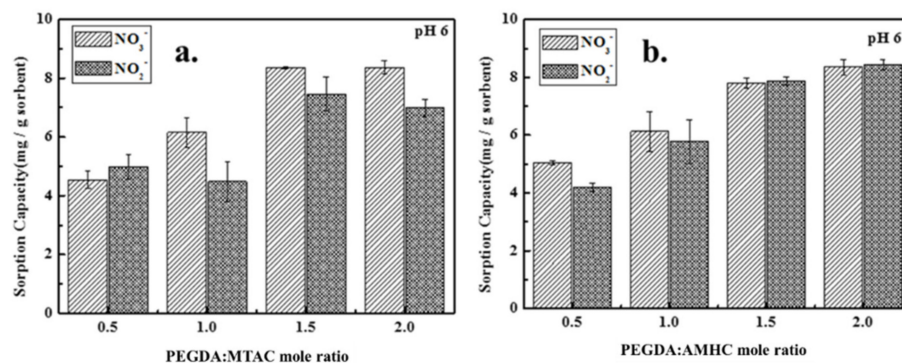 a.
pH 6
NO3-
NO2-
Sorption Capacity(mg / g sorbent)
10
8
6
4
2
0
0.5 1.0 1.5 2.0
PEGDA:MTAC mole ratio
b.
pH 6
NO3-
NO2-
Sorption Capacity(mg / g sorbent)
10
8
6
4
2
0
0.5 1.0 1.5 2.0
PEGDA:AMHC mole ratio